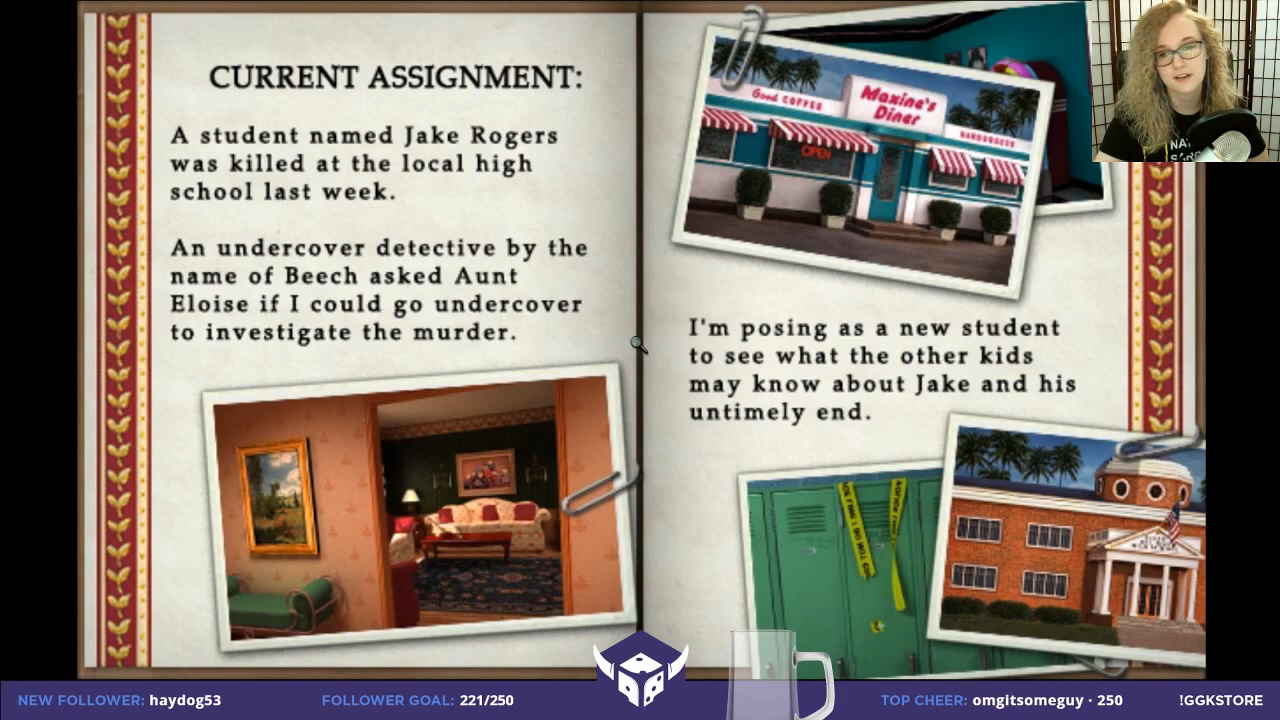 CURRENT ASSIGNMENT:
A student named Jake Rogers
was killed at the local high
school last week.
An undercover detective by the
name of Beech asked Aunt
Eloise if I could go undercover
to investigate the murder.
Good COFFEE
Maxine's
Diner
HAMBURGERS
OPEN
I'm posing as a new student
to see what the other kids
may know about Jake and his
untimely end.
NEW FOLLOWER: haydog53
FOLLOWER GOAL: 221/250
TOP CHEER: omgitsomeguy · 250
!GGKSTORE